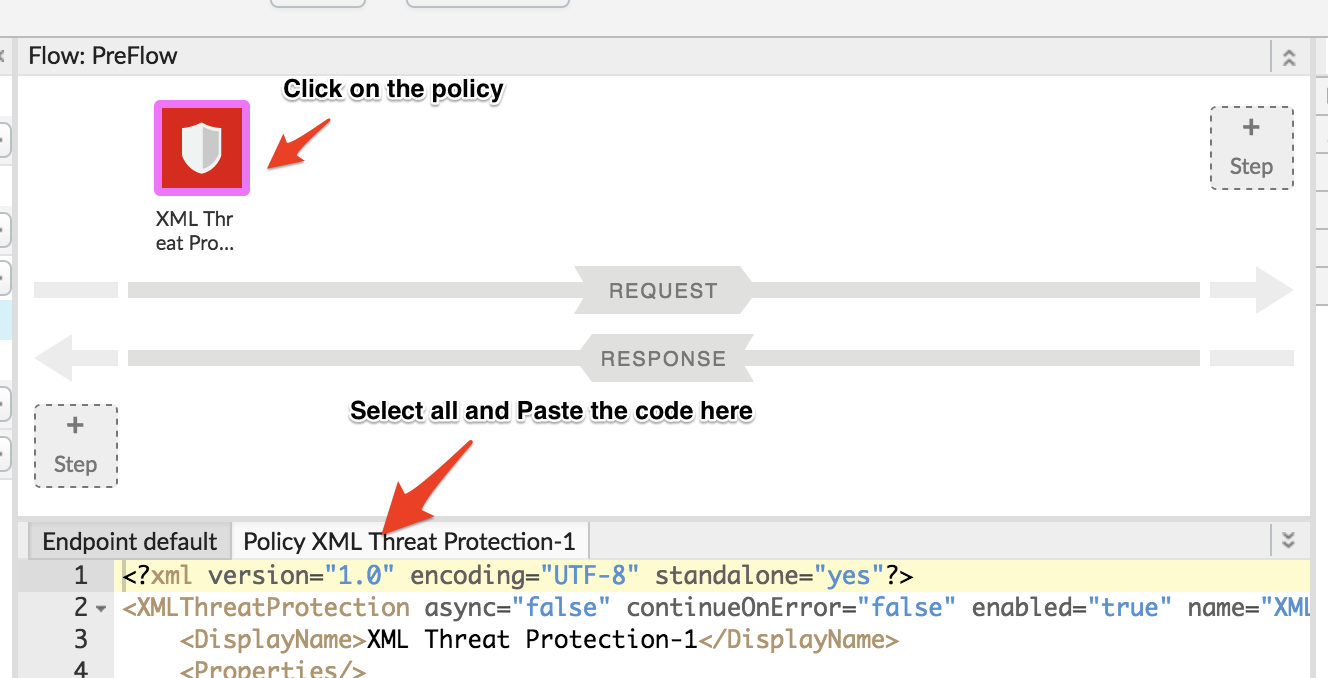 Flow: PreFlow
Click on the policy
+
Step
XML Thr
eat Pro...
REQUEST
RESPONSE
Select all and Paste the code here
+
Step
Endpoint default
Policy XML Threat Protection-1
1 <?xml version="1.0" encoding="UTF-8" standalone="yes"?>
2 <XMLThreatProtection async="false" continueOnError="false" enabled="true" name="XML
3 <DisplayName>XML Threat Protection-1</DisplayName>
4 <Properties/>